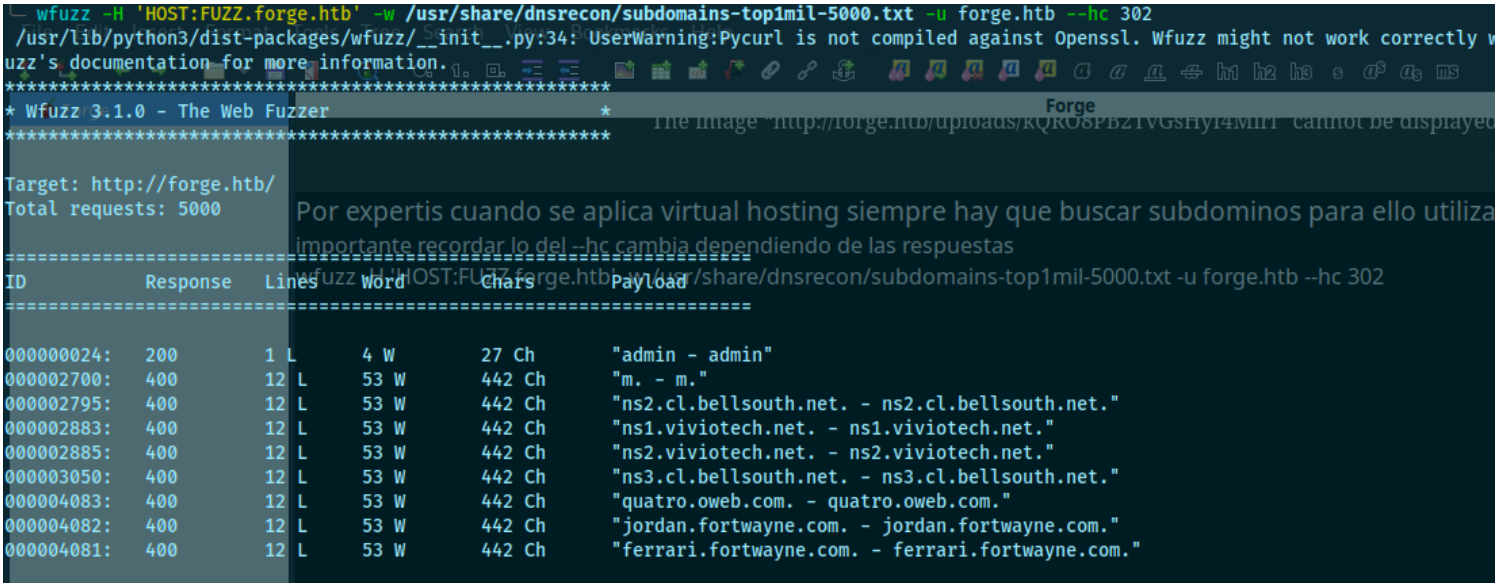 wfuzz -H 'HOST:FUZZ.forge.htb' -w /usr/share/dnsrecon/subdomains-top1mil-5000.txt -u forge.htb --hc 302
/usr/lib/python3/dist-packages/wfuzz/__init__.py:34: UserWarning:Pycurl is not compiled against Openssl. Wfuzz might not work correctly w
uzz's documentation for more information.
********************************************************
* Wfuzz 3.1.0 - The Web Fuzzer                         *
********************************************************
Forge
The image "http://forge.htb/uploads/ cannot be displayed
Target: http://forge.htb/
Total requests: 5000
Por expertis cuando se aplica virtual hosting siempre hay que buscar subdominos para ello utiliza
importante recordar lo del --hc cambia dependiendo de las respuestas
wfuzz -H 'HOST:FUZZ.forge.htb' -w /usr/share/dnsrecon/subdomains-top1mil-5000.txt -u forge.htb --hc 302
=====================================================================
ID           Response   Lines    Word       Chars       Payload
=====================================================================
000000024:   200        1 L      4 W        27 Ch       "admin - admin"
000002700:   400        12 L     53 W       442 Ch      "m. - m."
000002795:   400        12 L     53 W       442 Ch      "ns2.cl.bellsouth.net. - ns2.cl.bellsouth.net."
000002883:   400        12 L     53 W       442 Ch      "ns1.viviotech.net. - ns1.viviotech.net."
000002885:   400        12 L     53 W       442 Ch      "ns2.viviotech.net. - ns2.viviotech.net."
000003050:   400        12 L     53 W       442 Ch      "ns3.cl.bellsouth.net. - ns3.cl.bellsouth.net."
000004083:   400        12 L     53 W       442 Ch      "quatro.oweb.com. - quatro.oweb.com."
000004082:   400        12 L     53 W       442 Ch      "jordan.fortwayne.com. - jordan.fortwayne.com."
000004081:   400        12 L     53 W       442 Ch      "ferrari.fortwayne.com. - ferrari.fortwayne.com."